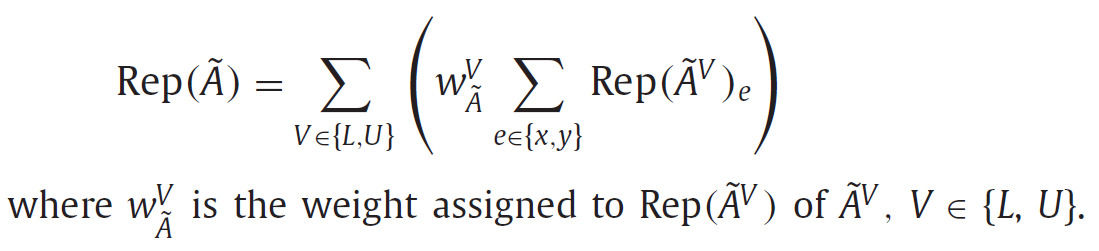 Rep(Ã) = ∑_{V∈{L,U}} ( w_Ã^V ∑_{e∈{x,y}} Rep(Ã^V)_e )
where w_Ã^V is the weight assigned to Rep(Ã^V) of Ã^V, V ∈ {L, U}.